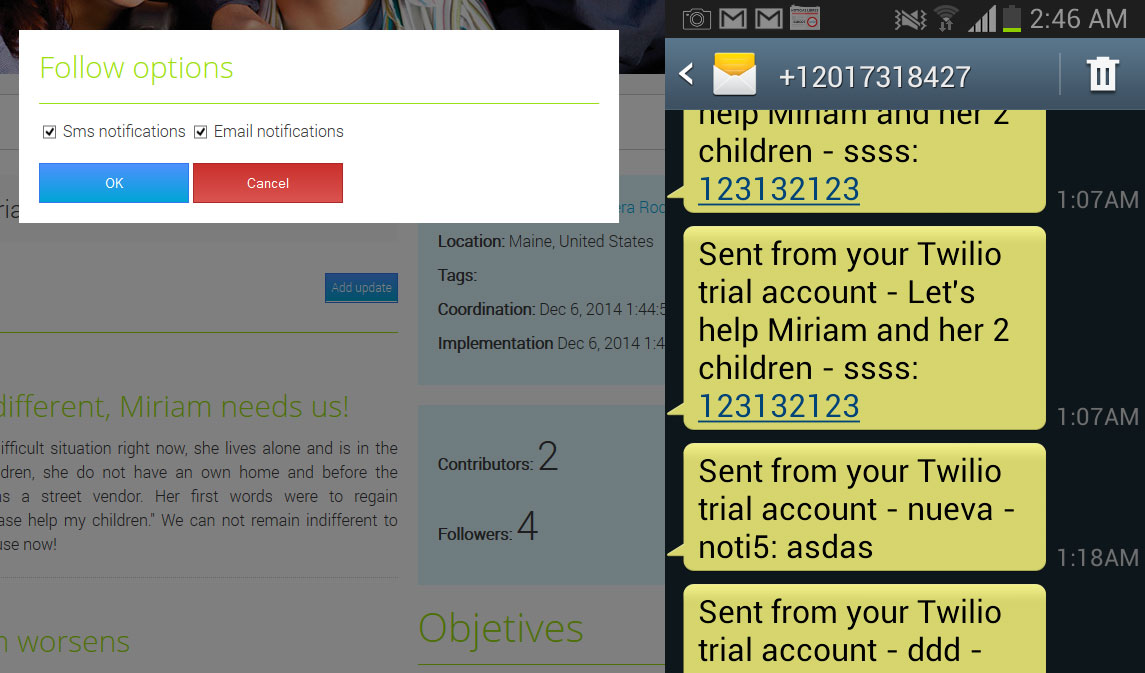 Follow options
Sms notifications Email notifications
OK Cancel
Add update
different, Miriam needs us!
difficult situation right now, she lives alone and is in the
ldren, she do not have an own home and before the
as a street vendor. Her first words were to regain
ase help my children." We can not remain indifferent to
use now!
n worsens
era Roc
Location: Maine, United States
Tags:
Coordination: Dec 6, 2014 1:44:5
Implementation Dec 6, 2014 1:4
Contributors: 2
Followers: 4
Objetives
2:46 AM
+12017318427
help Miriam and her 2
children - ssss:
123132123
1:07AM
Sent from your Twilio
trial account - Let's
help Miriam and her 2
children - ssss:
123132123
1:07AM
Sent from your Twilio
trial account - nueva -
noti5: asdas
1:18AM
Sent from your Twilio
trial account - ddd -